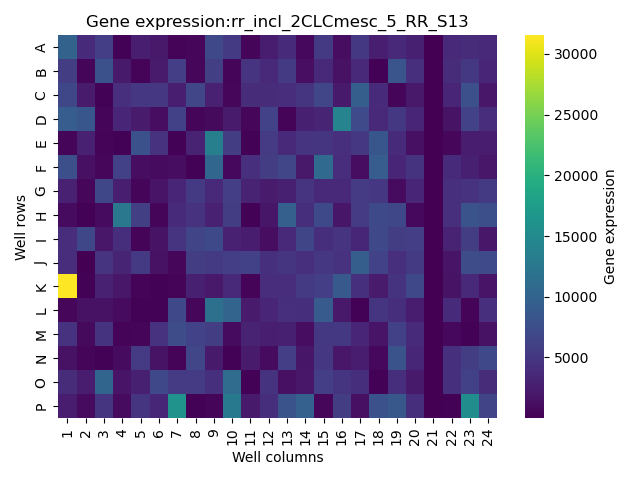 Gene expression:rr_incl_2CLCmesc_5_RR_S13
Well rows
A
B
C
D
E
F
G
H
I
J
K
L
M
N
O
P
1 2 3 4 5 6 7 8 9 10 11 12 13 14 15 16 17 18 19 20 21 22 23 24
Well columns
30000
25000
20000
15000
10000
5000
Gene expression